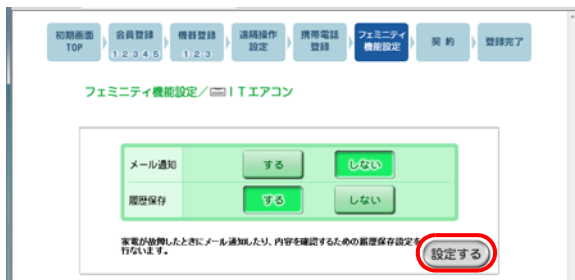 初期画面 TOP
会員登録 1 2 3 4 5
機器登録 1 2 3
遠隔操作 設定
携帯電話 登録
フェミニティ 機能設定
契 約
登録完了
フェミニティ機能設定／ＩＴエアコン
メール通知 する しない
履歴保存 する しない
家電が故障したときにメール通知したり、内容を確認するための履歴保存設定を
行ないます。
設定する